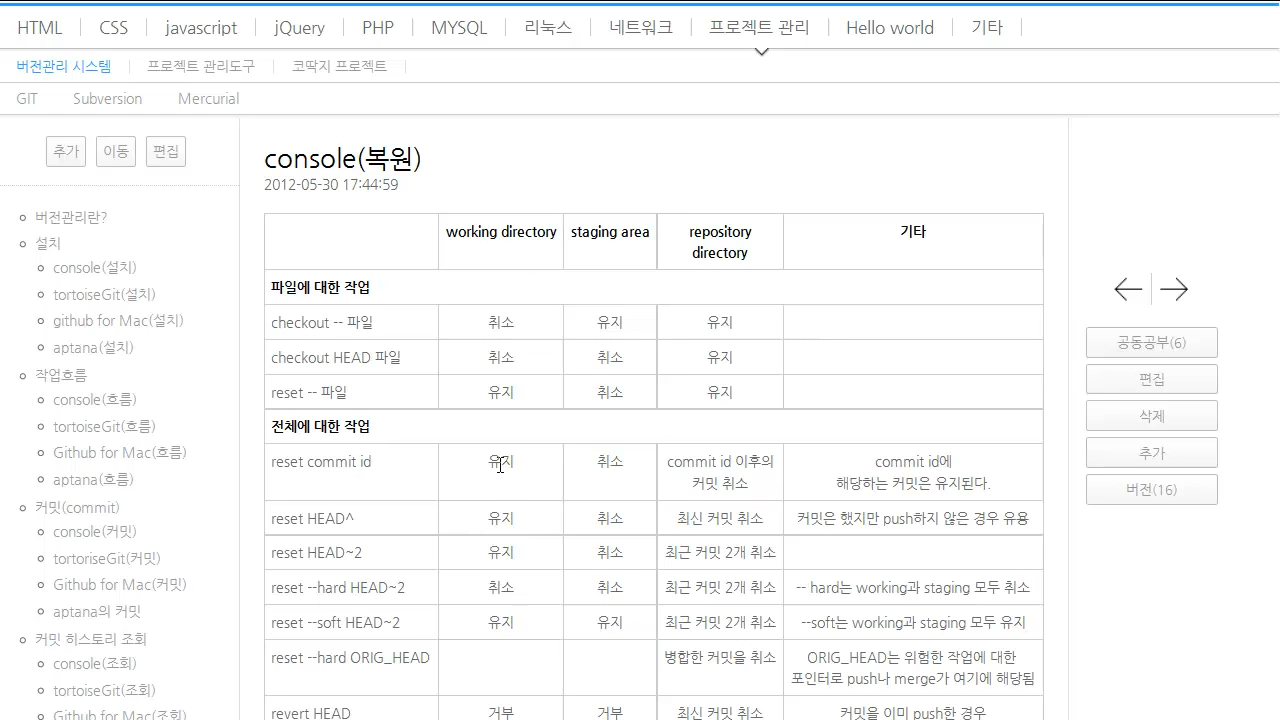 HTML CSS javascript jQuery PHP MYSQL 리눅스 네트워크 프로젝트 관리 Hello world 기타
버전관리 시스템 프로젝트 관리도구 코딱지 프로젝트
GIT Subversion Mercurial
추가 이동 편집
버전관리란?
설치
console(설치)
tortoiseGit(설치)
github for Mac(설치)
aptana(설치)
작업흐름
console(흐름)
tortoiseGit(흐름)
Github for Mac(흐름)
aptana(흐름)
커밋(commit)
console(커밋)
tortoriseGit(커밋)
Github for Mac(커밋)
aptana의 커밋
커밋 히스토리 조회
console(조회)
tortoiseGit(조회)
Github for Mac(조회)
console(복원)
2012-05-30 17:44:59
working directory staging area repository 기타
directory
파일에 대한 작업
checkout -- 파일 취소 유지 유지
checkout HEAD 파일 취소 취소 유지
reset -- 파일 유지 취소 유지
전체에 대한 작업
reset commit id 유지 취소 commit id 이후의 commit id에
커밋 취소 해당하는 커밋은 유지된다.
reset HEAD^ 유지 취소 최신 커밋 취소 커밋은 했지만 push하지 않은 경우 유용
reset HEAD~2 유지 취소 최근 커밋 2개 취소
reset --hard HEAD~2 취소 취소 최근 커밋 2개 취소 -- hard는 working과 staging 모두 취소
reset --soft HEAD~2 유지 유지 최근 커밋 2개 취소 --soft는 working과 staging 모두 유지
reset --hard ORIG_HEAD 병합한 커밋을 취소 ORIG_HEAD는 위험한 작업에 대한
포인터로 push나 merge가 여기에 해당됨
revert HEAD 거부 거부 최신 커밋 취소 커밋을 이미 push한 경우
공동공부(6)
편집
삭제
추가
버전(16)